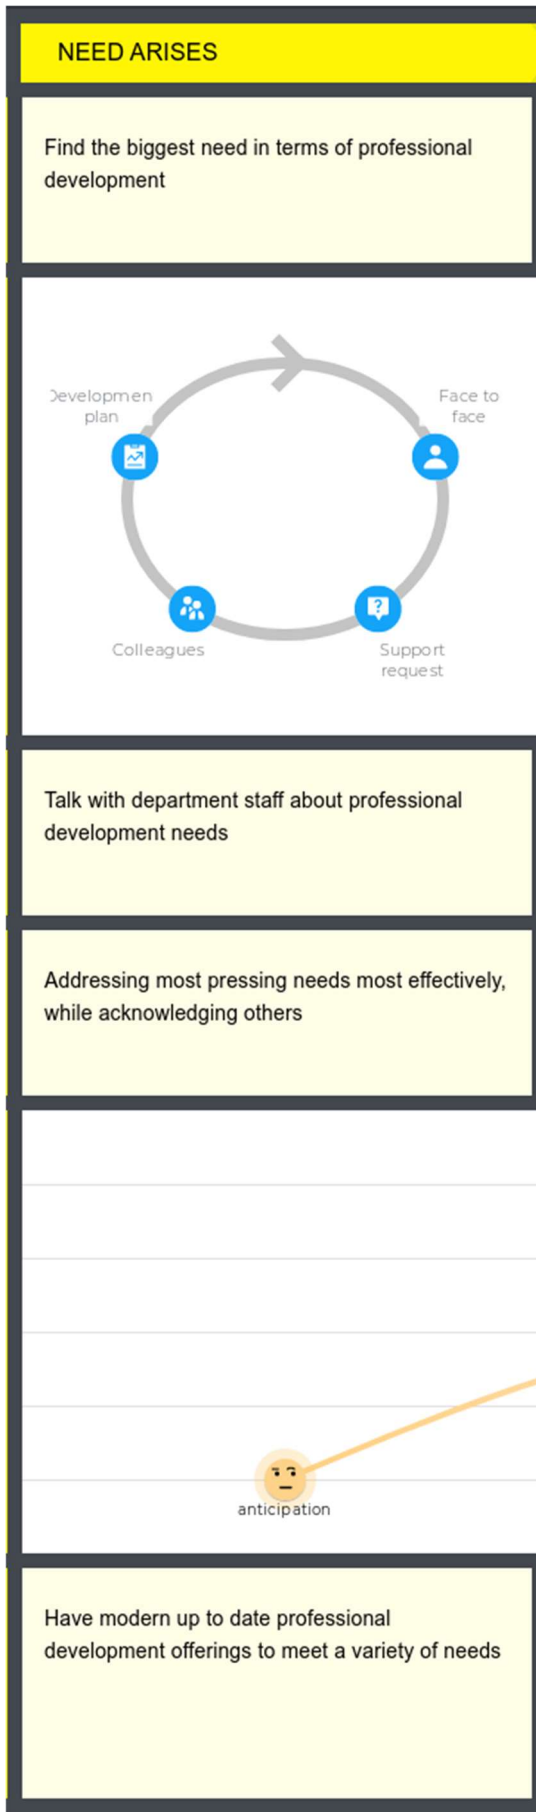 NEED ARISES
Find the biggest need in terms of professional
development
Developmen
plan
Face to
face
Colleagues
Support
request
Talk with department staff about professional
development needs
Addressing most pressing needs most effectively,
while acknowledging others
anticipation
Have modern up to date professional
development offerings to meet a variety of needs